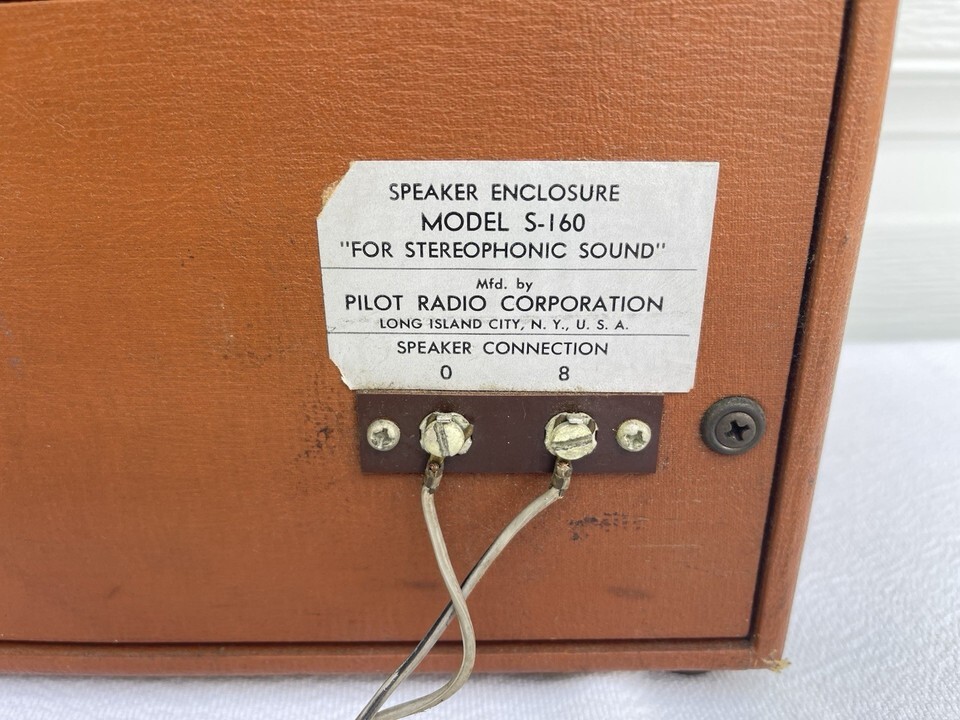 SPEAKER ENCLOSURE
MODEL S-160
"FOR STEREOPHONIC SOUND"
Mfd. by
PILOT RADIO CORPORATION
LONG ISLAND CITY, N. Y., U. S. A.
SPEAKER CONNECTION
0 8